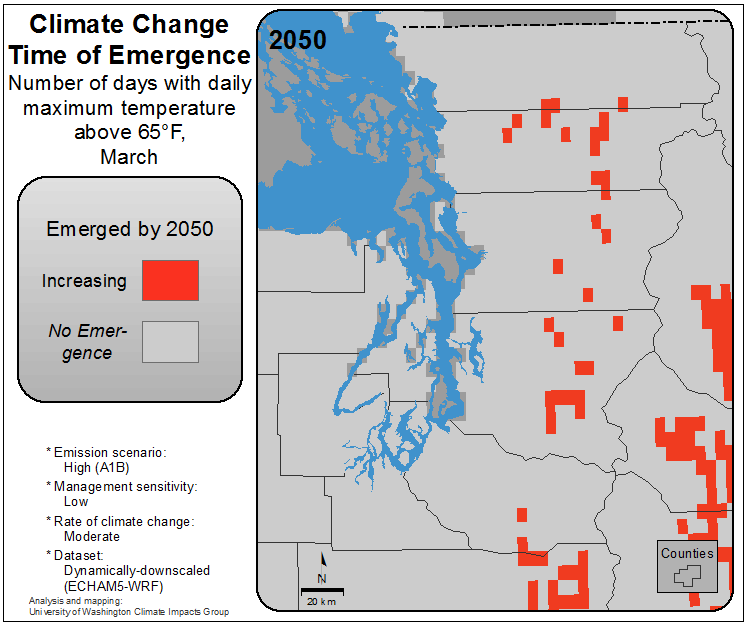 Climate Change
Time of Emergence
Number of days with daily
maximum temperature
above 65°F,
March
Emerged by 2050
Increasing
No Emer-
gence
* Emission scenario:
High (A1B)
* Management sensitivity:
Low
* Rate of climate change:
Moderate
* Dataset:
Dynamically-downscaled
(ECHAM5-WRF)
Analysis and mapping:
University of Washington Climate Impacts Group
2050
N
20 km
Counties